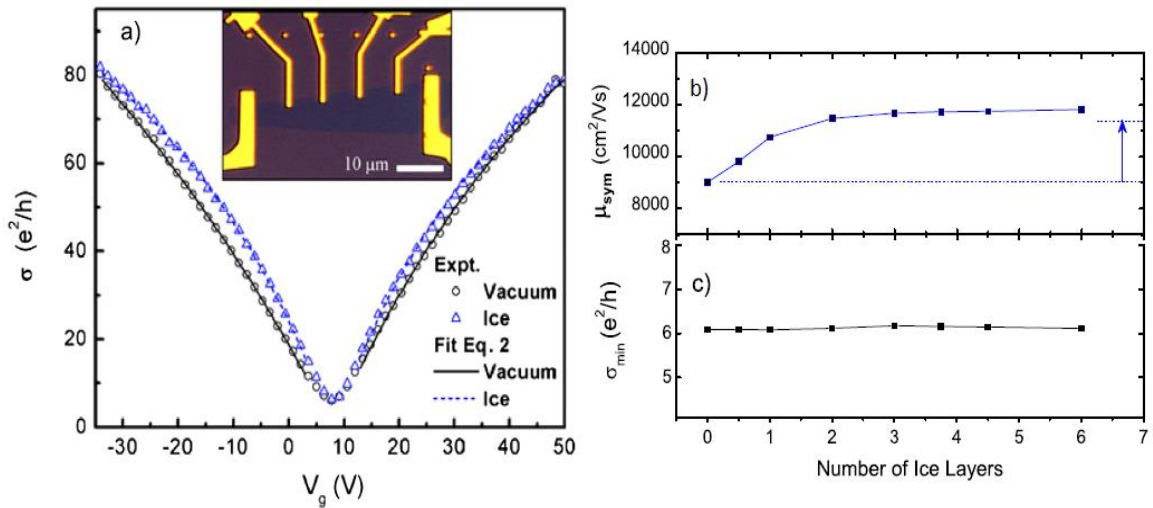 a)
σ (e²/h)
80
60
40
20
0
10 μm
Expt.
Vacuum
Ice
Fit Eq. 2
Vacuum
Ice
-30 -20 -10 0 10 20 30 40 50
V_g (V)
b)
μ_sym (cm²/Vs)
14000
12000
10000
8000
c)
σ_min (e²/h)
8
7
6
5
0 1 2 3 4 5 6 7
Number of Ice Layers